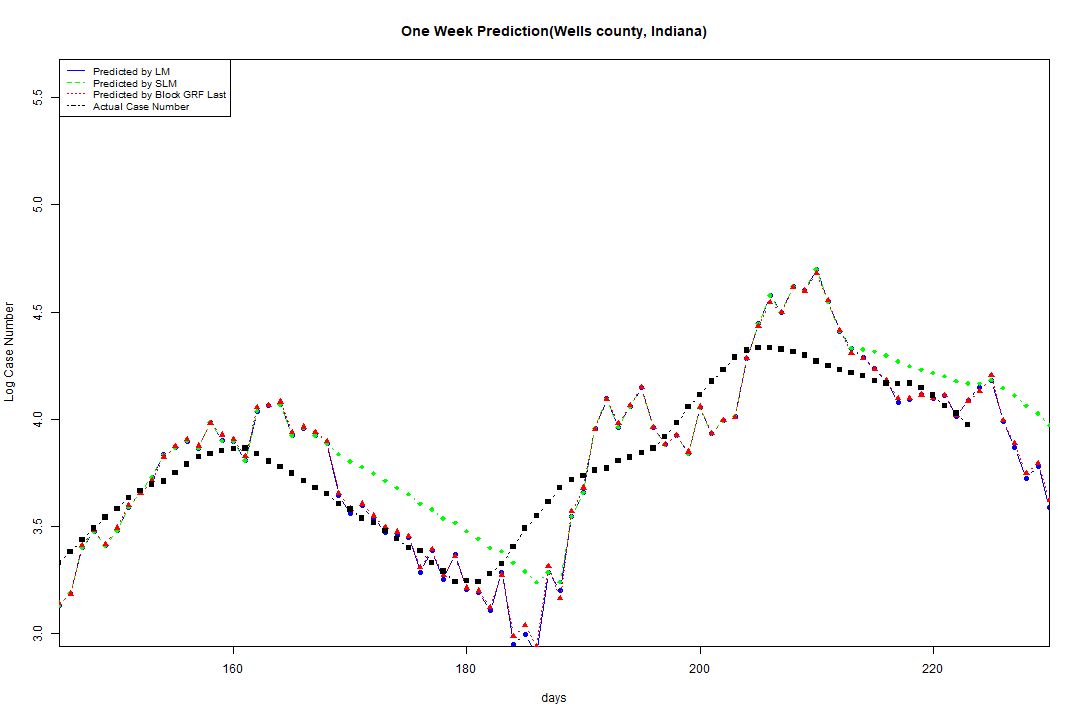 One Week Prediction(Wells county, Indiana)
Predicted by LM
Predicted by SLM
Predicted by Block GRF Last
Actual Case Number
5.5
5.0
4.5
4.0
3.5
3.0
Log Case Number
160 180 200 220
days